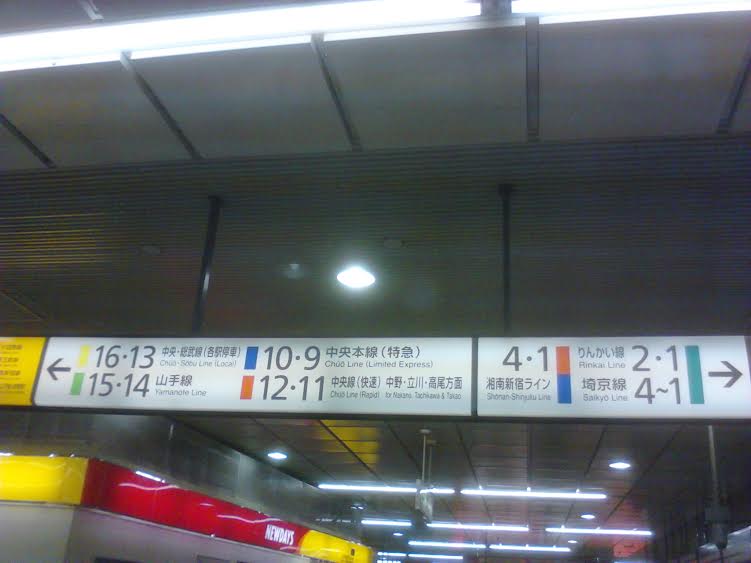 16・13 中央・総武線（各駅停車）
Chūō-Sōbu Line (Local)
15・14 山手線
Yamanote Line
10・9 中央本線（特急）
Chūō Line (Limited Express)
12・11 中央線（快速）中野・立川・高尾方面
Chūō Line (Rapid) for Nakano, Tachikawa & Takao
4・1
湘南新宿ライン
Shōnan-Shinjuku Line
りんかい線 2・1
Rinkai Line
埼京線 4~1
Saikyō Line
NEWDAYS